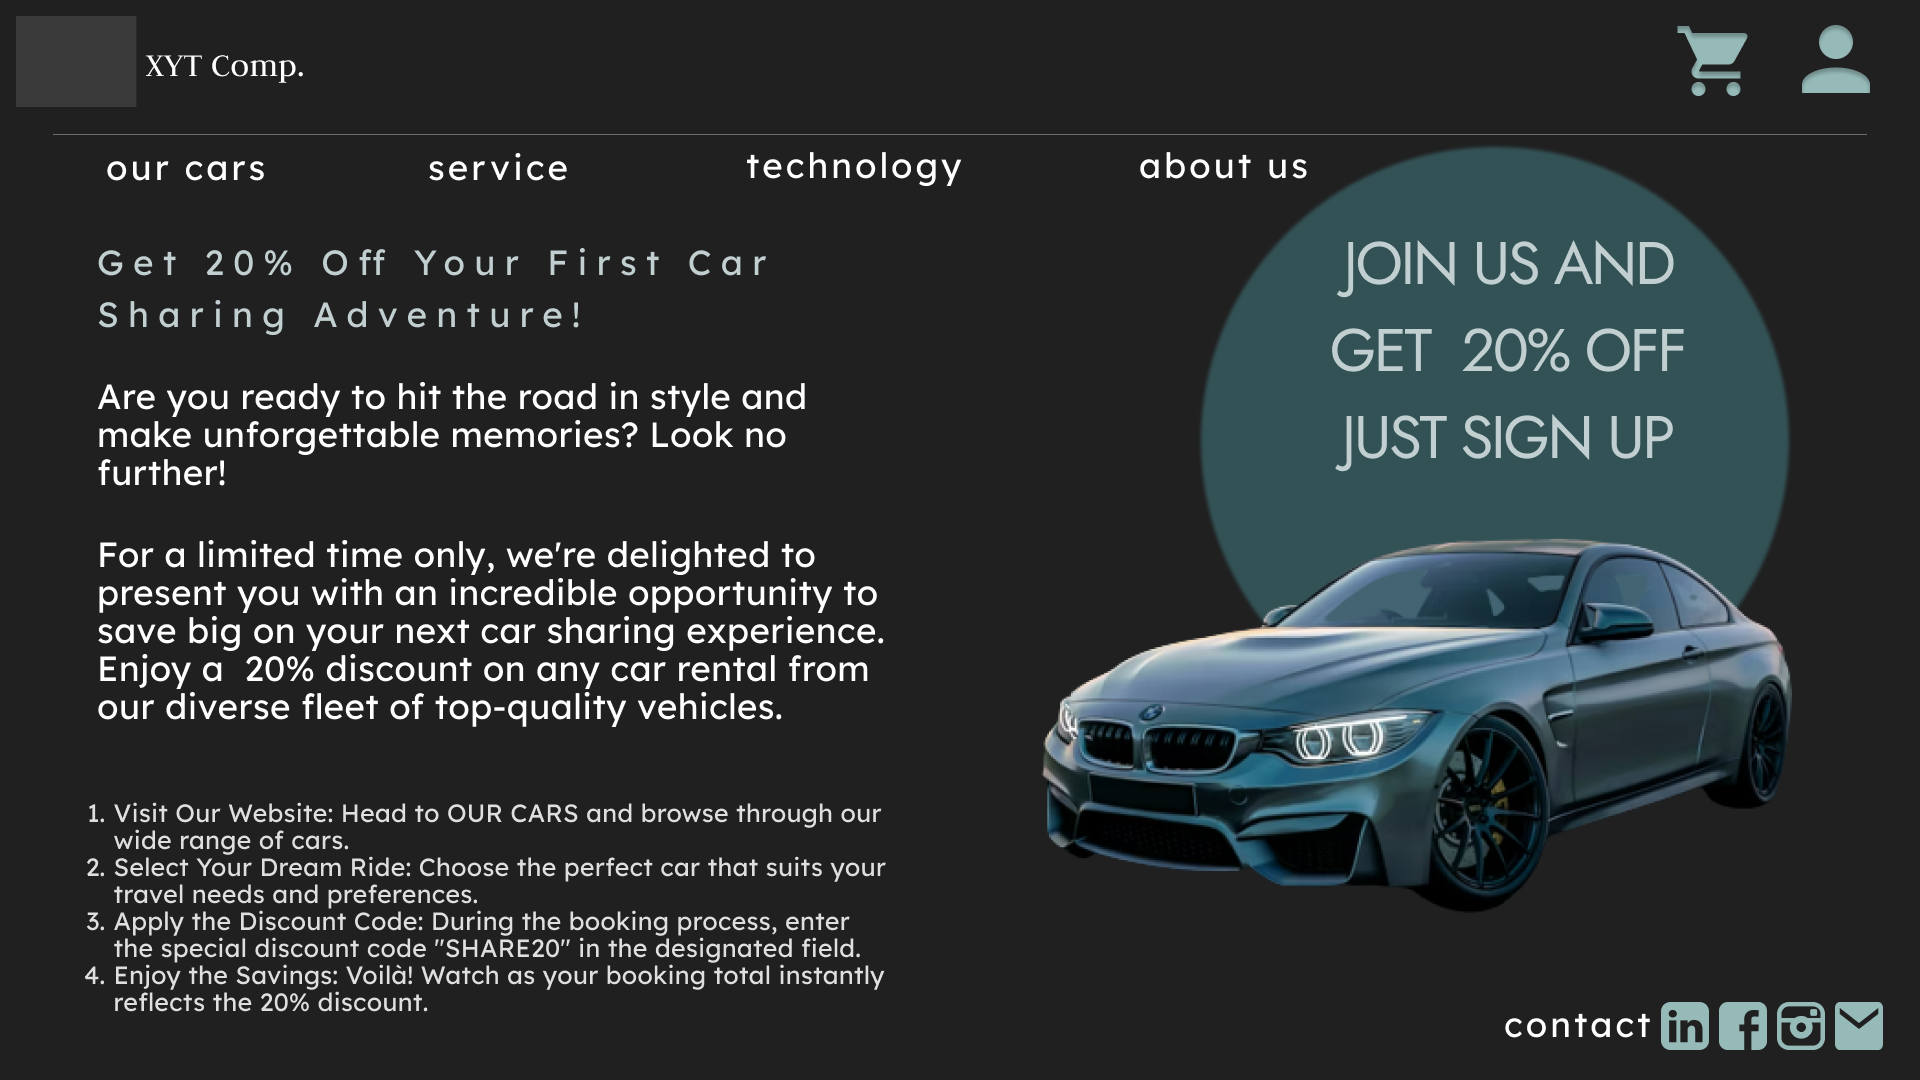 XYT Comp.
our cars
service
technology
about us
Get 20% Off Your First Car
Sharing Adventure!
Are you ready to hit the road in style and
make unforgettable memories? Look no
further!
For a limited time only, we're delighted to
present you with an incredible opportunity to
save big on your next car sharing experience.
Enjoy a  20% discount on any car rental from
our diverse fleet of top-quality vehicles.
1. Visit Our Website: Head to OUR CARS and browse through our
wide range of cars.
2. Select Your Dream Ride: Choose the perfect car that suits your
travel needs and preferences.
3. Apply the Discount Code: During the booking process, enter
the special discount code "SHARE20" in the designated field.
4. Enjoy the Savings: Voilà! Watch as your booking total instantly
reflects the 20% discount.
JOIN US AND
GET  20% OFF
JUST SIGN UP
contact